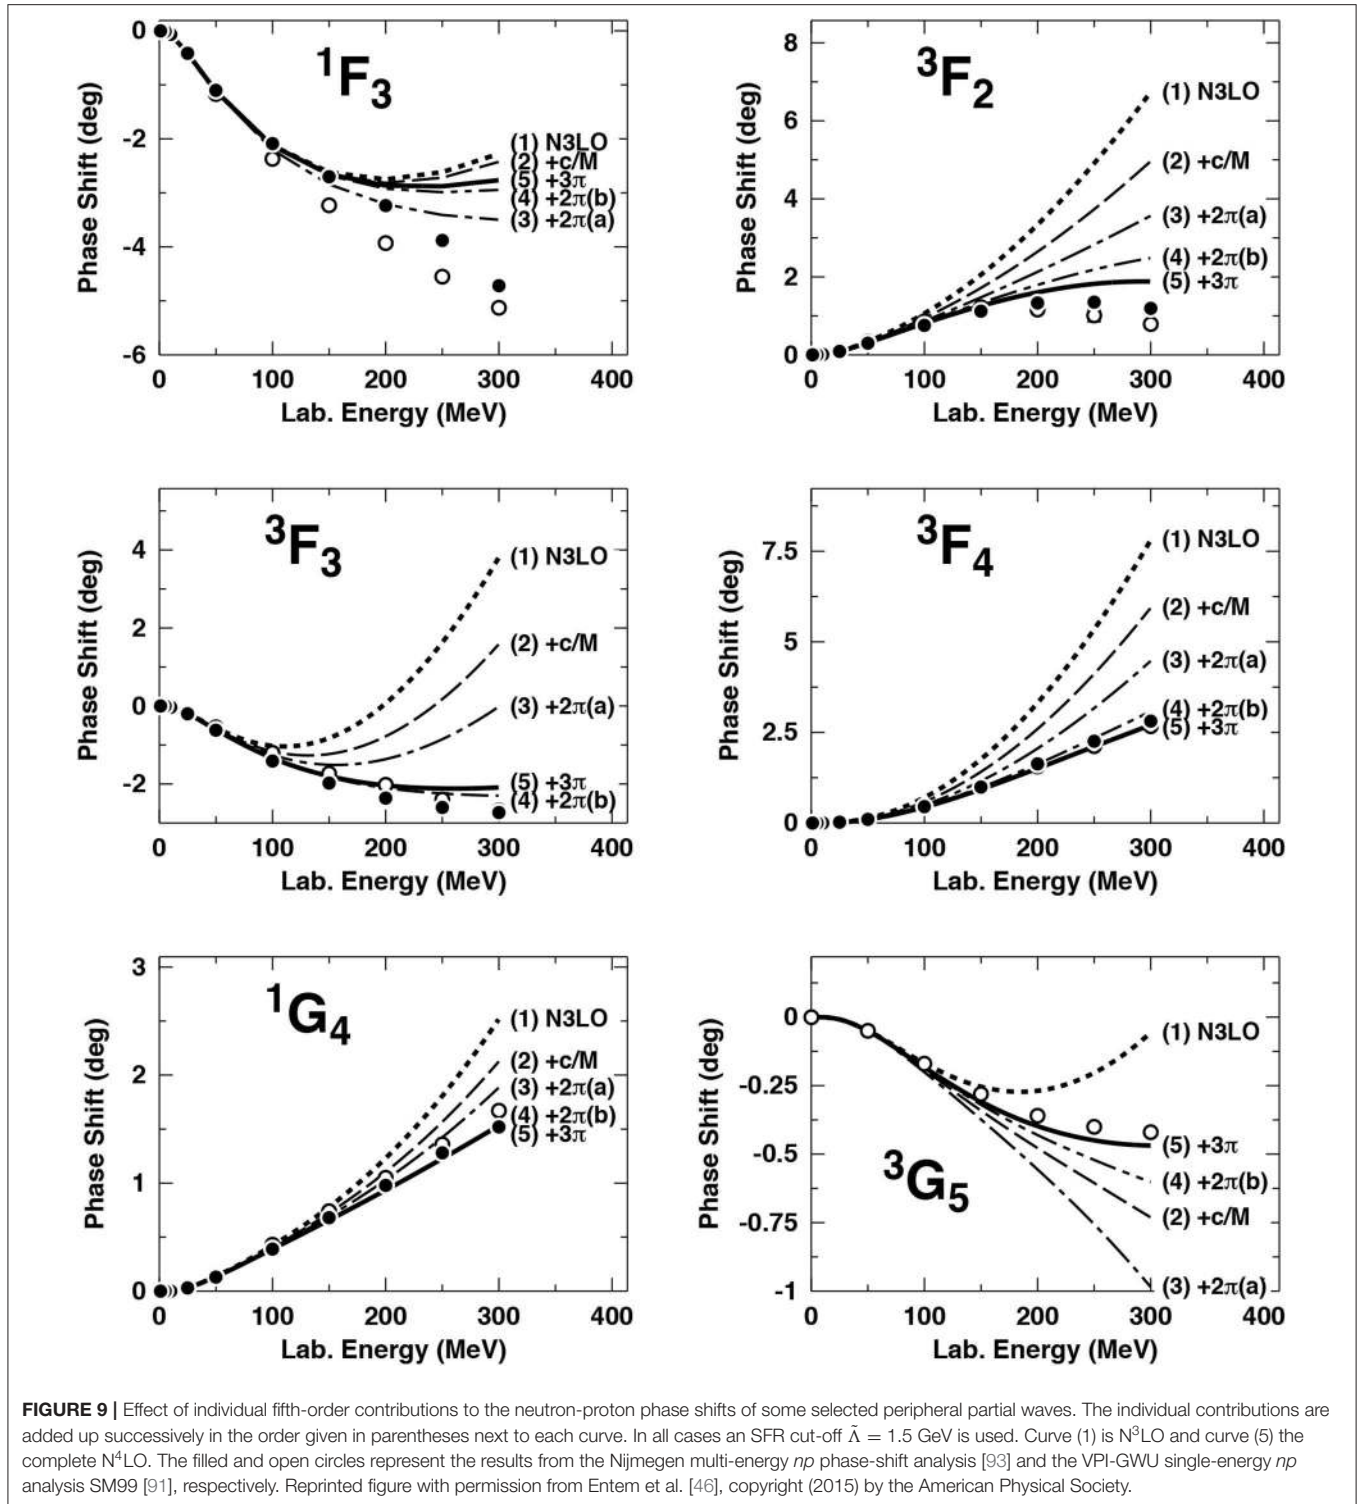 0
-2
-4
-6
Phase Shift (deg)
¹F₃
(1) N3LO
(2) +c/M
(5) +3π
(4) +2π(b)
(3) +2π(a)
0 100 200 300 400
Lab. Energy (MeV)
8
6
4
2
0
Phase Shift (deg)
³F₂
(1) N3LO
(2) +c/M
(3) +2π(a)
(4) +2π(b)
(5) +3π
0 100 200 300 400
Lab. Energy (MeV)
4
2
0
-2
Phase Shift (deg)
³F₃
(1) N3LO
(2) +c/M
(3) +2π(a)
(5) +3π
(4) +2π(b)
0 100 200 300 400
Lab. Energy (MeV)
7.5
5
2.5
0
Phase Shift (deg)
³F₄
(1) N3LO
(2) +c/M
(3) +2π(a)
(4) +2π(b)
(5) +3π
0 100 200 300 400
Lab. Energy (MeV)
3
2
1
0
Phase Shift (deg)
¹G₄
(1) N3LO
(2) +c/M
(3) +2π(a)
(4) +2π(b)
(5) +3π
0 100 200 300 400
Lab. Energy (MeV)
0
-0.25
-0.5
-0.75
-1
Phase Shift (deg)
³G₅
(1) N3LO
(5) +3π
(4) +2π(b)
(2) +c/M
(3) +2π(a)
0 100 200 300 400
Lab. Energy (MeV)
FIGURE 9 | Effect of individual fifth-order contributions to the neutron-proton phase shifts of some selected peripheral partial waves. The individual contributions are
added up successively in the order given in parentheses next to each curve. In all cases an SFR cut-off Λ̃ = 1.5 GeV is used. Curve (1) is N³LO and curve (5) the
complete N⁴LO. The filled and open circles represent the results from the Nijmegen multi-energy np phase-shift analysis [93] and the VPI-GWU single-energy np
analysis SM99 [91], respectively. Reprinted figure with permission from Entem et al. [46], copyright (2015) by the American Physical Society.